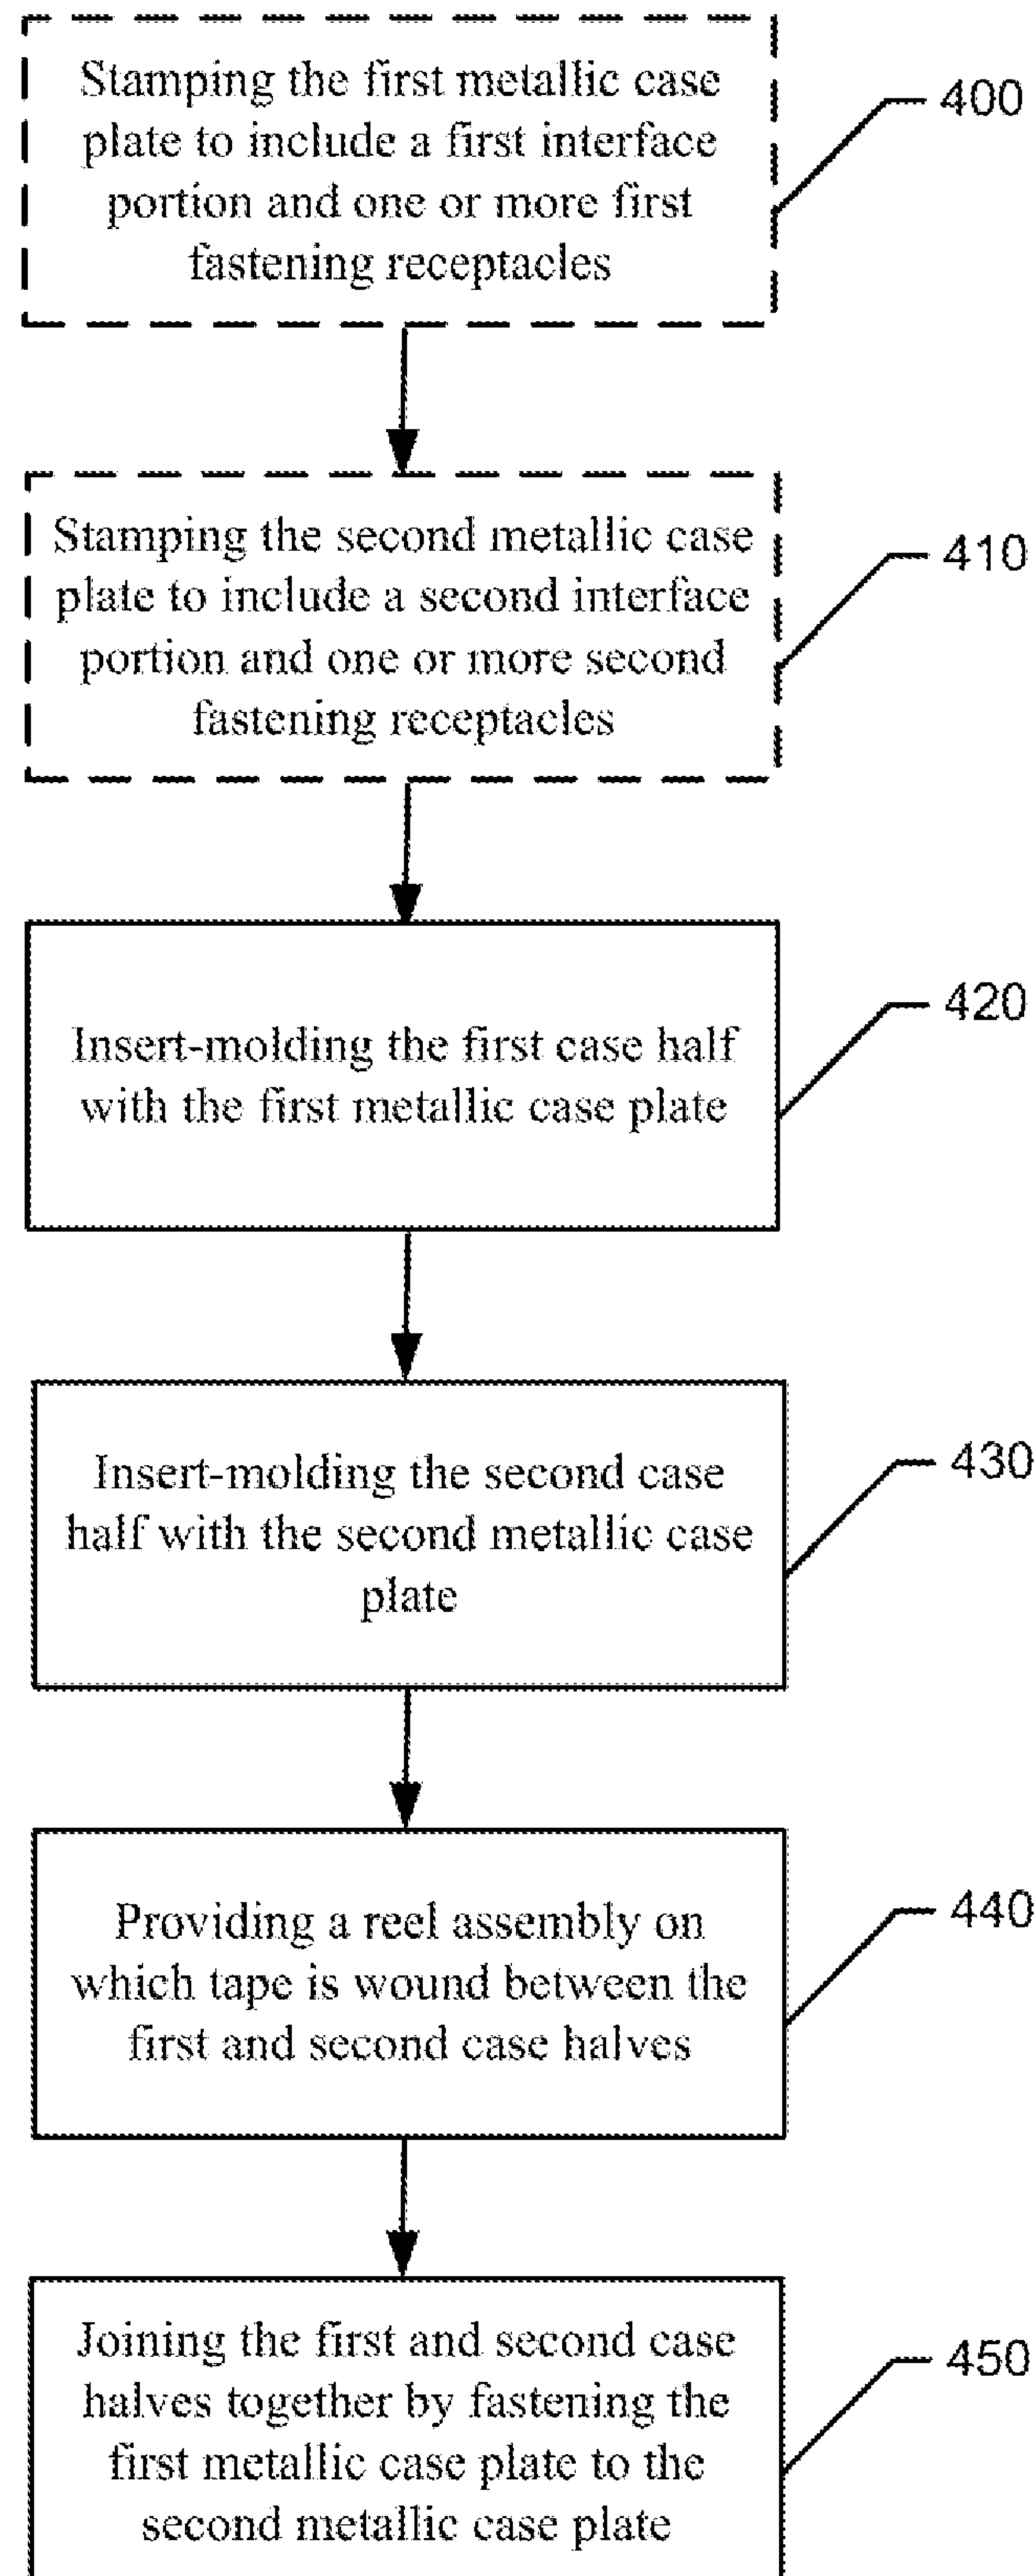 Stamping the first metallic case
plate to include a first interface
portion and one or more first
fastening receptacles
400
Stamping the second metallic case
plate to include a second interface
portion and one or more second
fastening receptacles
410
Insert-molding the first case half
with the first metallic case plate
420
Insert-molding the second case
half with the second metallic case
plate
430
Providing a reel assembly on
which tape is wound between the
first and second case halves
440
Joining the first and second case
halves together by fastening the
first metallic case plate to the
second metallic case plate
450